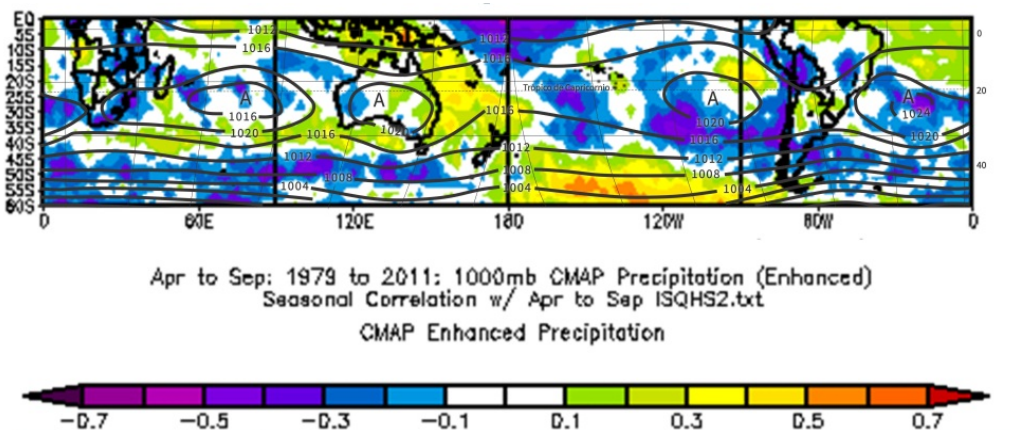 EQ
5S
10S
15S
20S
25S
30S
35S
40S
45S
50S
55S
60S
1012
1016
1012
1016
0
Tropico de Capricornio
20
A
1016
A
A
1020
A
1024
1020
1016
1020
1016
1016
1020
1012
1008
1004
1012
1008
1004
1012
1008
1004
40
0
60E
120E
180
120W
60W
0
Apr to Sep: 1979 to 2011: 1000mb CMAP Precipitation (Enhanced)
Seasonal Correlation w/ Apr to Sep ISQHS2.txt
CMAP Enhanced Precipitation
-0.7 -0.5 -0.3 -0.1 0.1 0.3 0.5 0.7